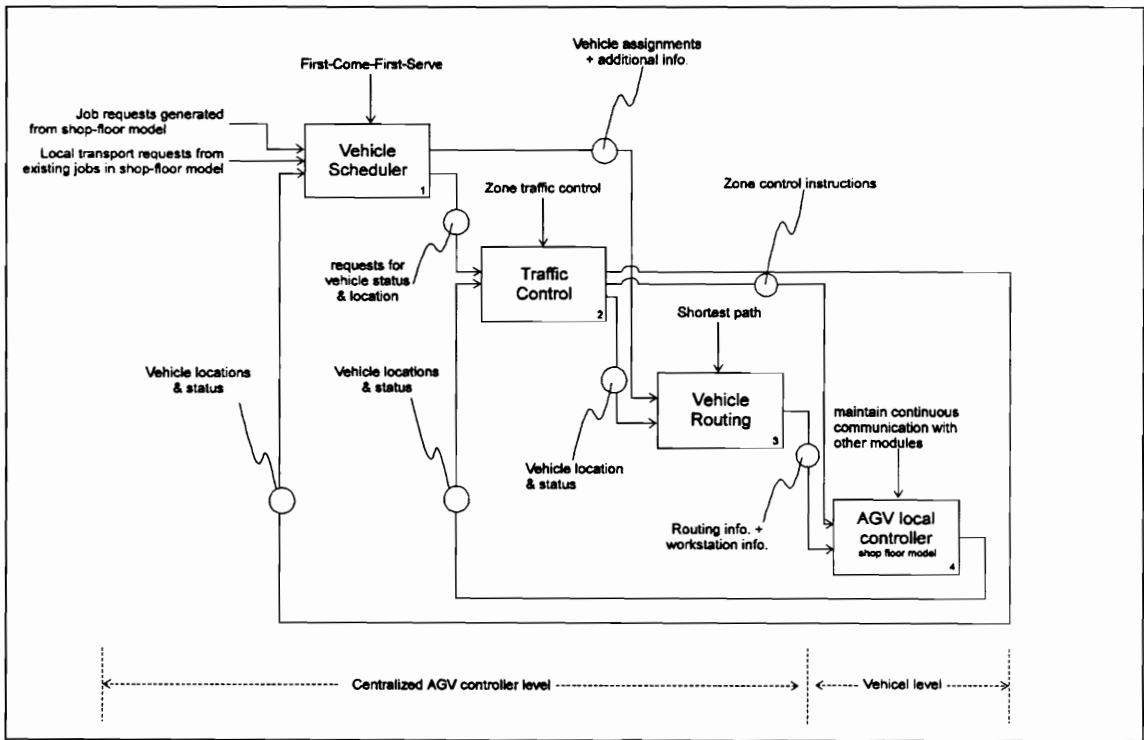 Vehicle assignments
+ additional info.
First-Come-First-Serve
Job requests generated
from shop-floor model
Local transport requests from
existing jobs in shop-floor model
Vehicle
Scheduler
1
Zone traffic control
Zone control instructions
requests for
vehicle status
& location
Traffic
Control
2
Shortest path
Vehicle locations
& status
Vehicle locations
& status
Vehicle
Routing
3
maintain continuous
communication with
other modules
Vehicle location
& status
Routing info. +
workstation info.
AGV local
controller
shop floor model
4
Centralized AGV controller level
Vehical level